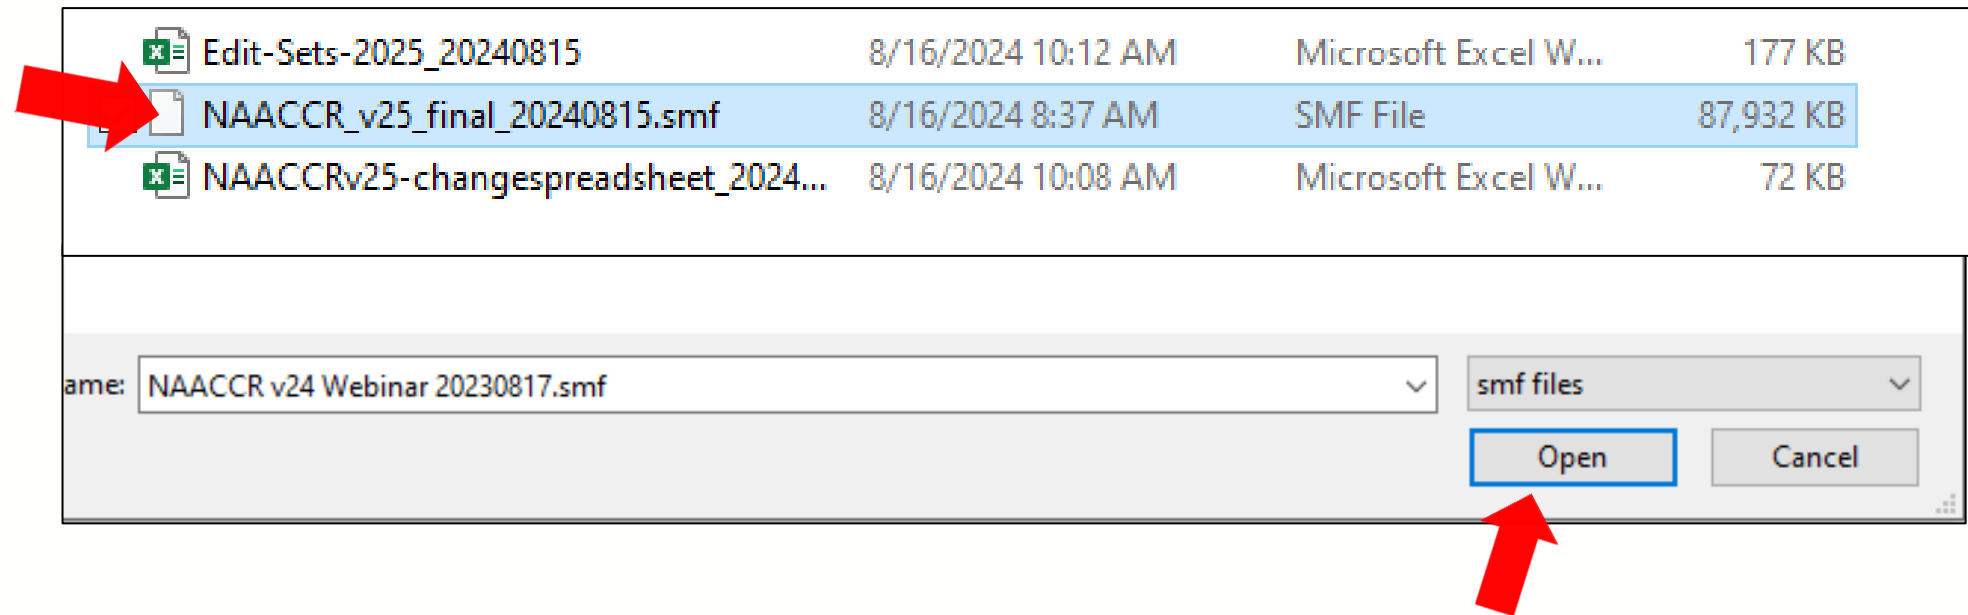 Edit-Sets-2025_20240815 8/16/2024 10:12 AM Microsoft Excel W... 177 KB
NAACCR_v25_final_20240815.smf 8/16/2024 8:37 AM SMF File 87,932 KB
NAACCRv25-changespreadsheet_2024... 8/16/2024 10:08 AM Microsoft Excel W... 72 KB
ame: NAACCR v24 Webinar 20230817.smf smf files
Open Cancel